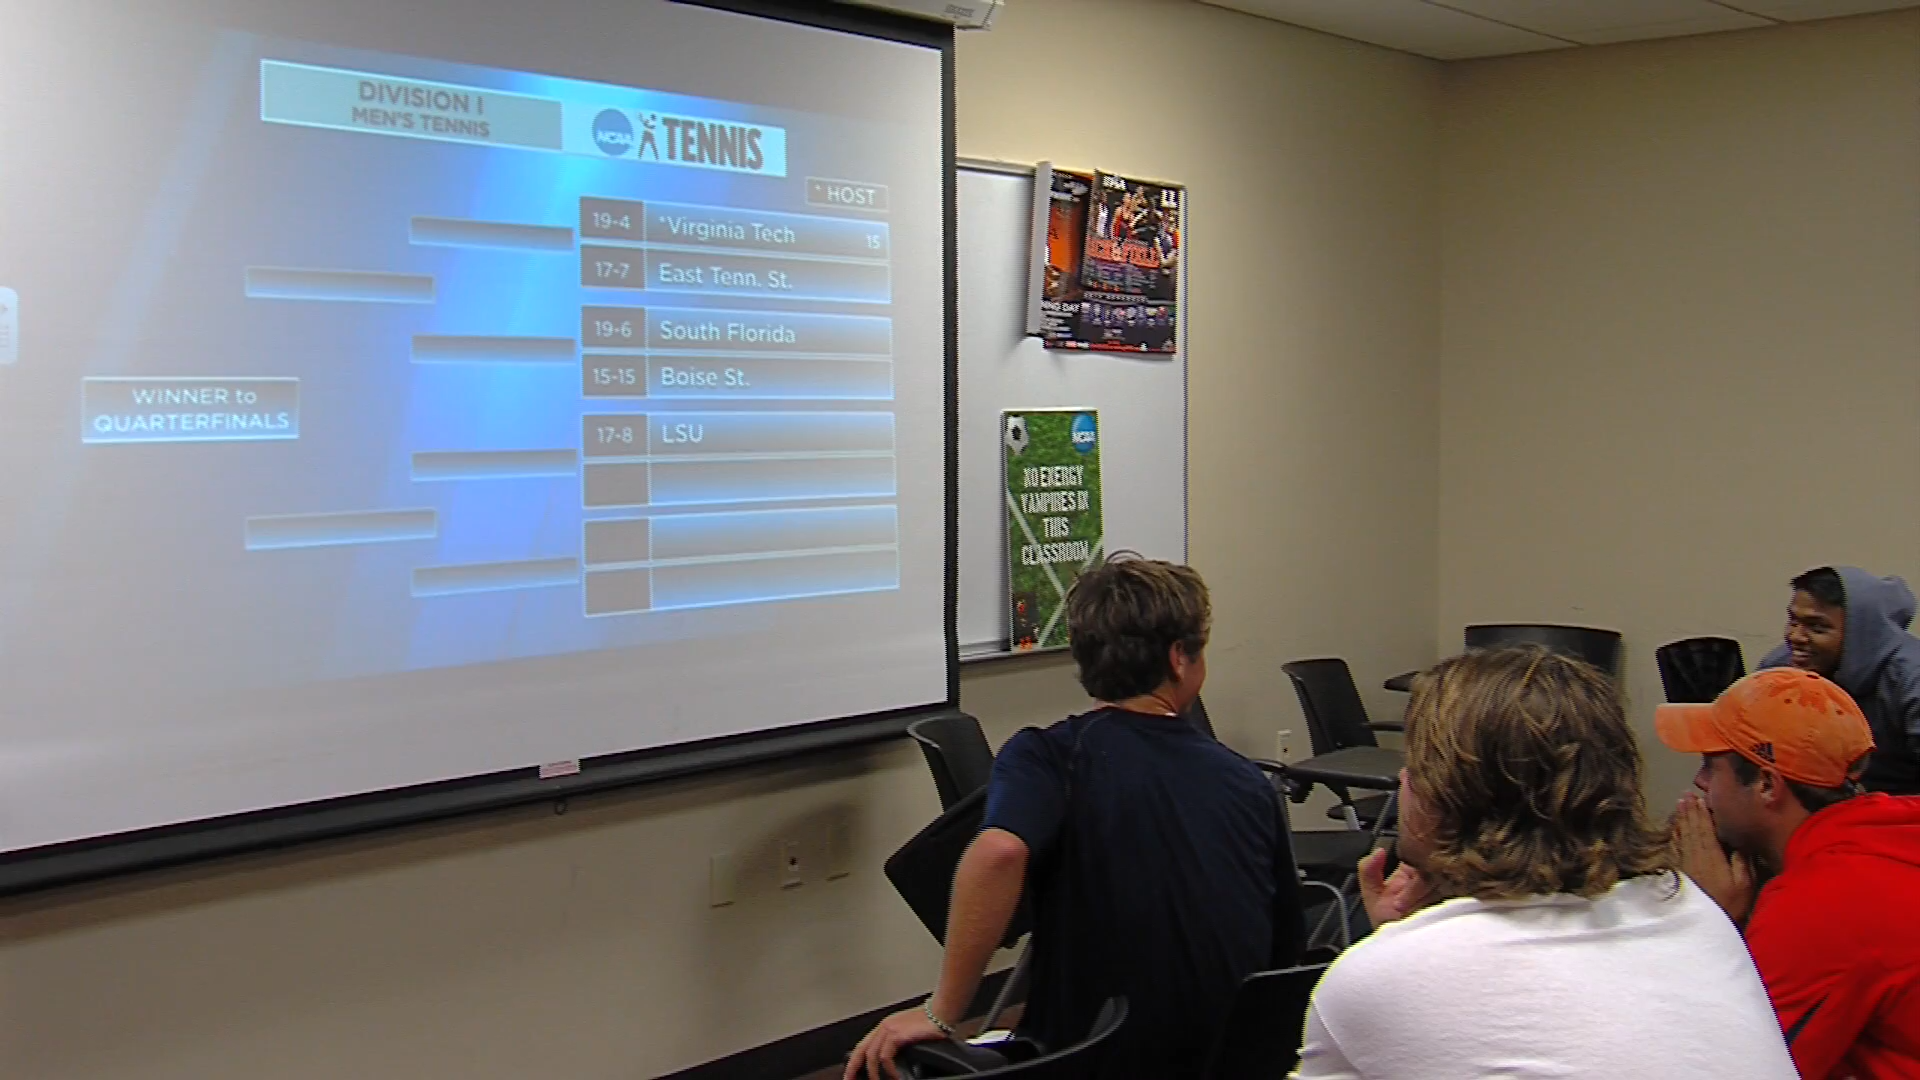 DIVISION I
MEN'S TENNIS
NCAA TENNIS
* HOST
19-4 *Virginia Tech 15
17-7 East Tenn. St.
19-6 South Florida
15-15 Boise St.
17-8 LSU
WINNER to
QUARTERFINALS
NCAA
NO ENERGY
VAMPIRES IN
THIS
CLASSROOM